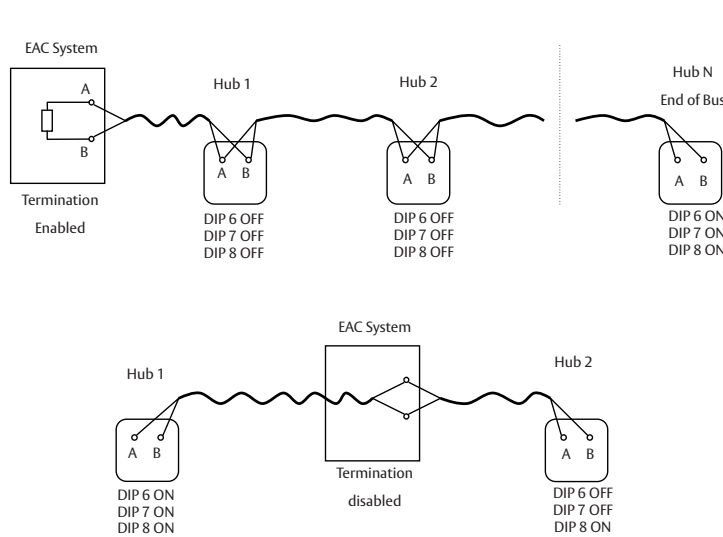 EAC System
Hub 1
Hub 2
Hub N
End of Bus
A
B
A B
A B
A B
Termination
Enabled
DIP 6 OFF
DIP 7 OFF
DIP 8 OFF
DIP 6 OFF
DIP 7 OFF
DIP 8 OFF
DIP 6 ON
DIP 7 ON
DIP 8 ON
EAC System
Hub 1
Hub 2
A B
A B
Termination
disabled
DIP 6 ON
DIP 7 ON
DIP 8 ON
DIP 6 OFF
DIP 7 OFF
DIP 8 ON